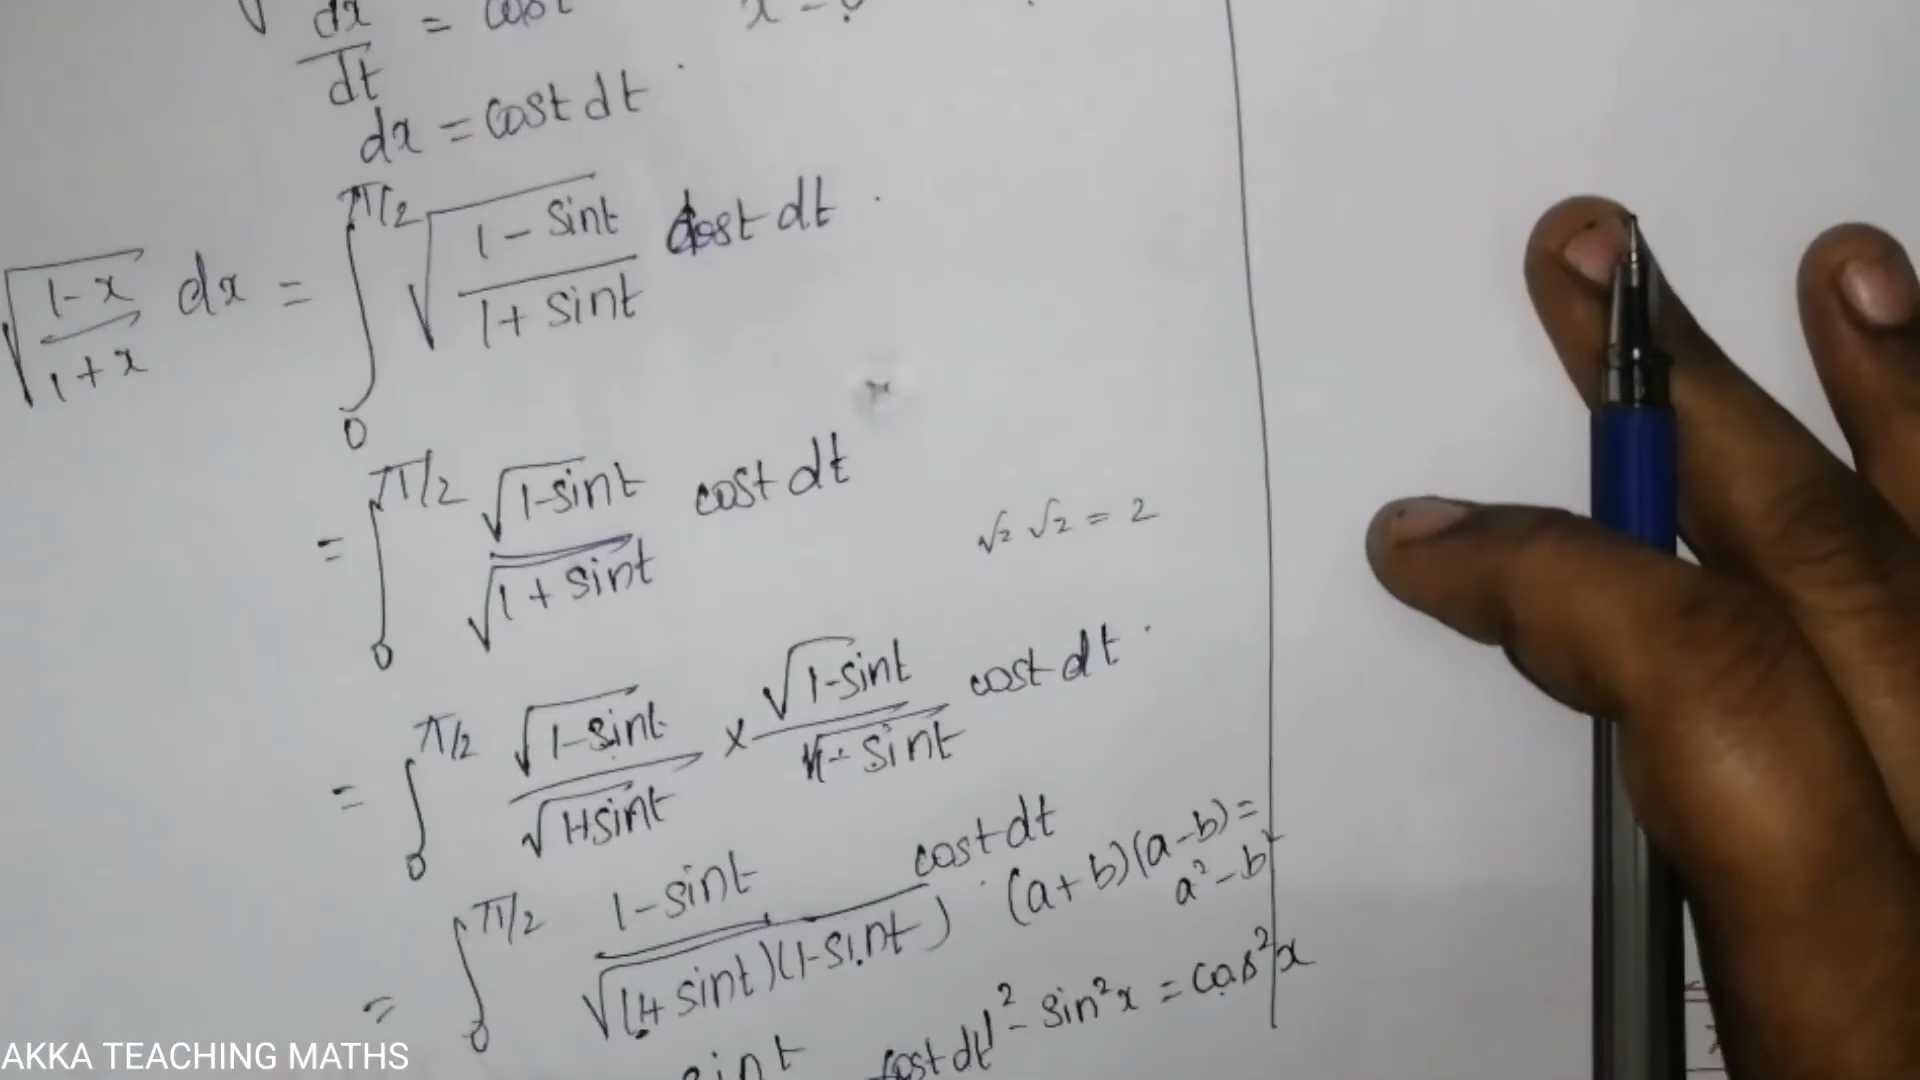 dx/dt = cost
dx = cost dt
√(1-x/1+x) dx = ∫₀^π/2 √(1-sint/1+sint) cost dt
= ∫₀^π/2 √1-sint/√1+sint cost dt
√2 √2 = 2
= ∫₀^π/2 √1-sint/√1+sint × √1-sint/√1-sint cost dt
= ∫₀^π/2 1-sint/√(1+sint)(1-sint) cost dt
(a+b)(a-b) =
a²-b
1²-sin²x = cos²x
sint cost dt
AKKA TEACHING MATHS